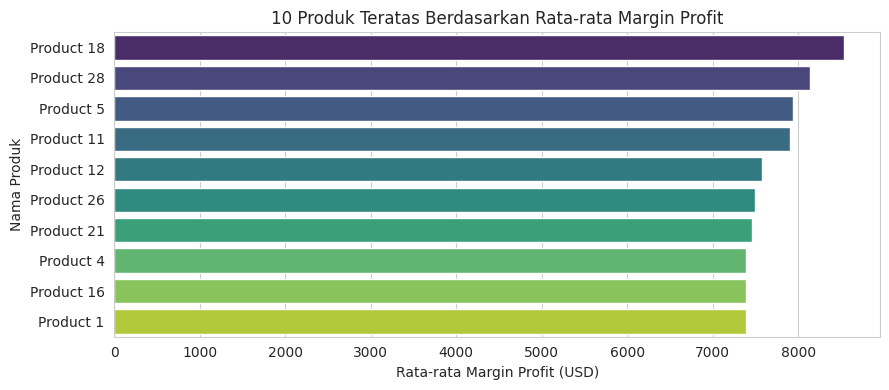 10 Produk Teratas Berdasarkan Rata-rata Margin Profit
Nama Produk
Product 18
Product 28
Product 5
Product 11
Product 12
Product 26
Product 21
Product 4
Product 16
Product 1
0 1000 2000 3000 4000 5000 6000 7000 8000
Rata-rata Margin Profit (USD)